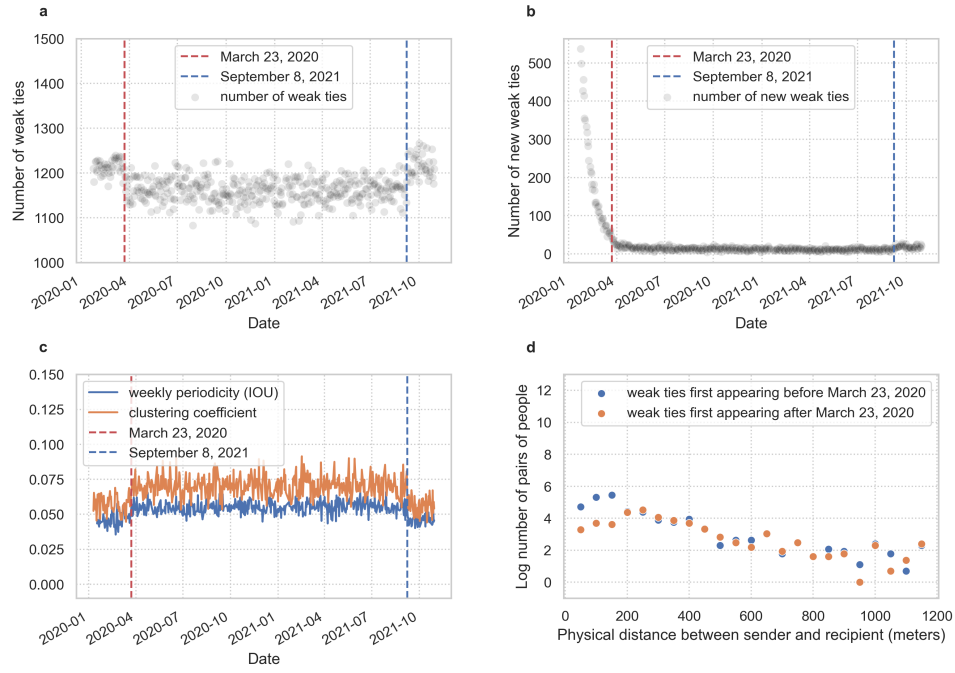 a
Number of weak ties
1500
1400
1300
1200
1100
1000
March 23, 2020
September 8, 2021
number of weak ties
2020-01
2020-04
2020-07
2020-10
2021-01
2021-04
2021-07
2021-10
Date
b
Number of new weak ties
500
400
300
200
100
0
March 23, 2020
September 8, 2021
number of new weak ties
2020-01
2020-04
2020-07
2020-10
2021-01
2021-04
2021-07
2021-10
Date
c
0.150
0.125
0.100
0.075
0.050
0.025
0.000
weekly periodicity (IOU)
clustering coefficient
March 23, 2020
September 8, 2021
2020-01
2020-04
2020-07
2020-10
2021-01
2021-04
2021-07
2021-10
Date
d
Log number of pairs of people
12
10
8
6
4
2
0
weak ties first appearing before March 23, 2020
weak ties first appearing after March 23, 2020
0
200
400
600
800
1000
1200
Physical distance between sender and recipient (meters)